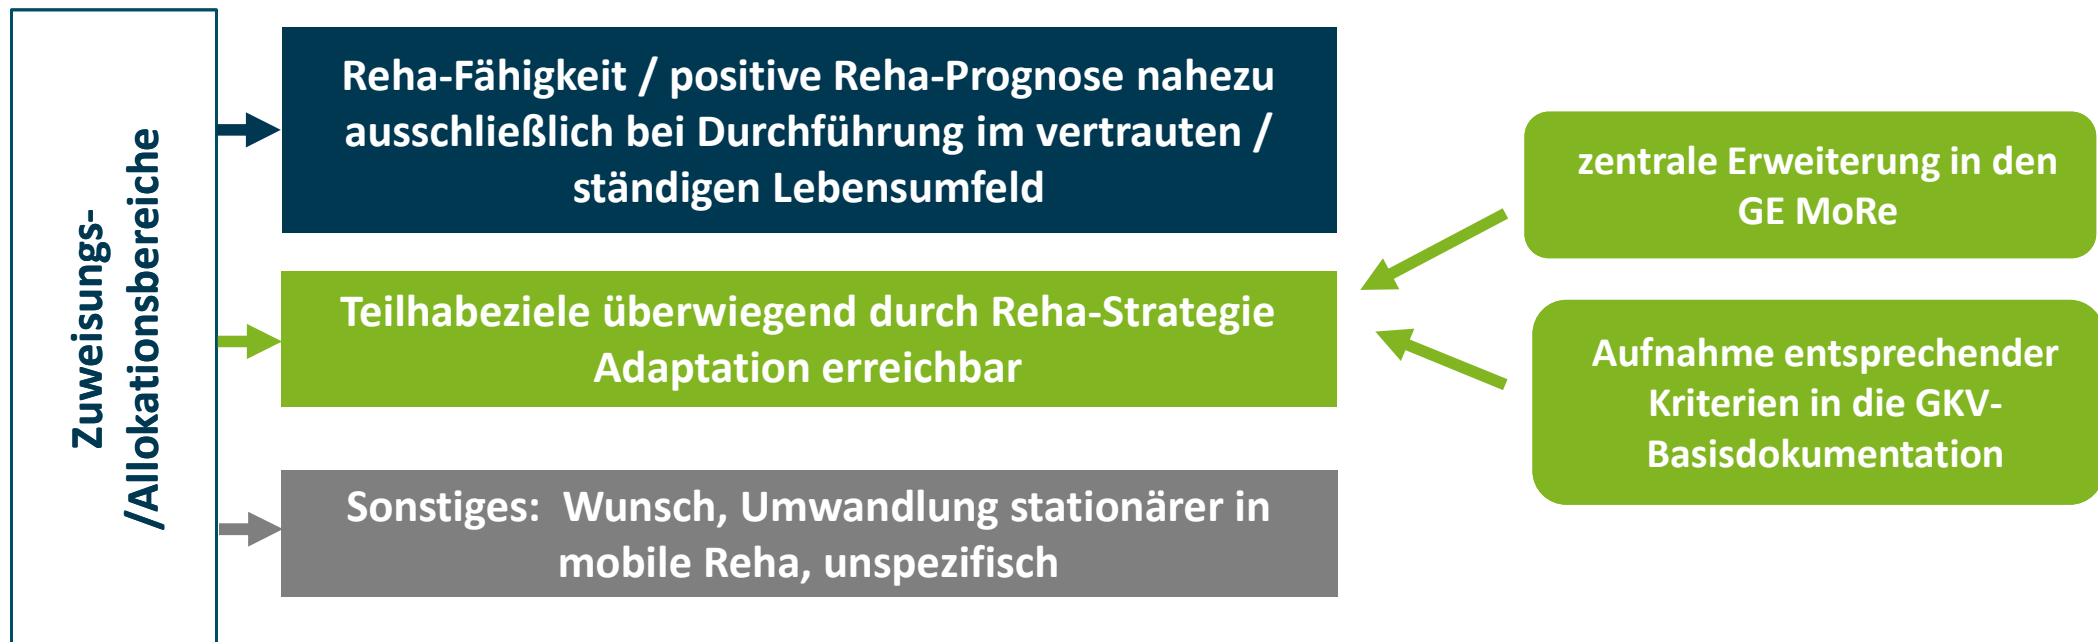 Zuweisungs-
/Allokationsbereiche
Reha-Fähigkeit / positive Reha-Prognose nahezu
ausschließlich bei Durchführung im vertrauten /
ständigen Lebensumfeld
Teilhabeziele überwiegend durch Reha-Strategie
Adaptation erreichbar
Sonstiges:  Wunsch, Umwandlung stationärer in
mobile Reha, unspezifisch
zentrale Erweiterung in den
GE MoRe
Aufnahme entsprechender
Kriterien in die GKV-
Basisdokumentation